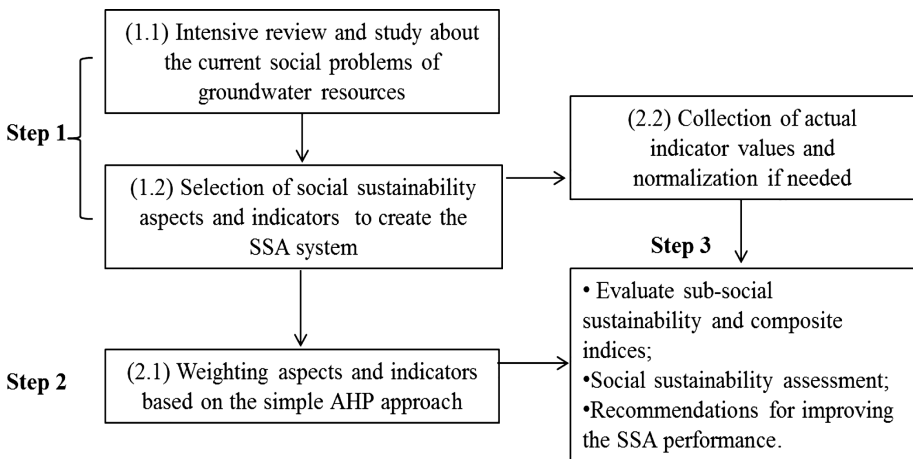 (1.1) Intensive review and study about
the current social problems of
groundwater resources
Step 1
(1.2) Selection of social sustainability
aspects and indicators to create the
SSA system
(2.2) Collection of actual
indicator values and
normalization if needed
Step 3
Step 2
(2.1) Weighting aspects and indicators
based on the simple AHP approach
• Evaluate sub-social
sustainability and composite
indices;
•Social sustainability assessment;
•Recommendations for improving
the SSA performance.